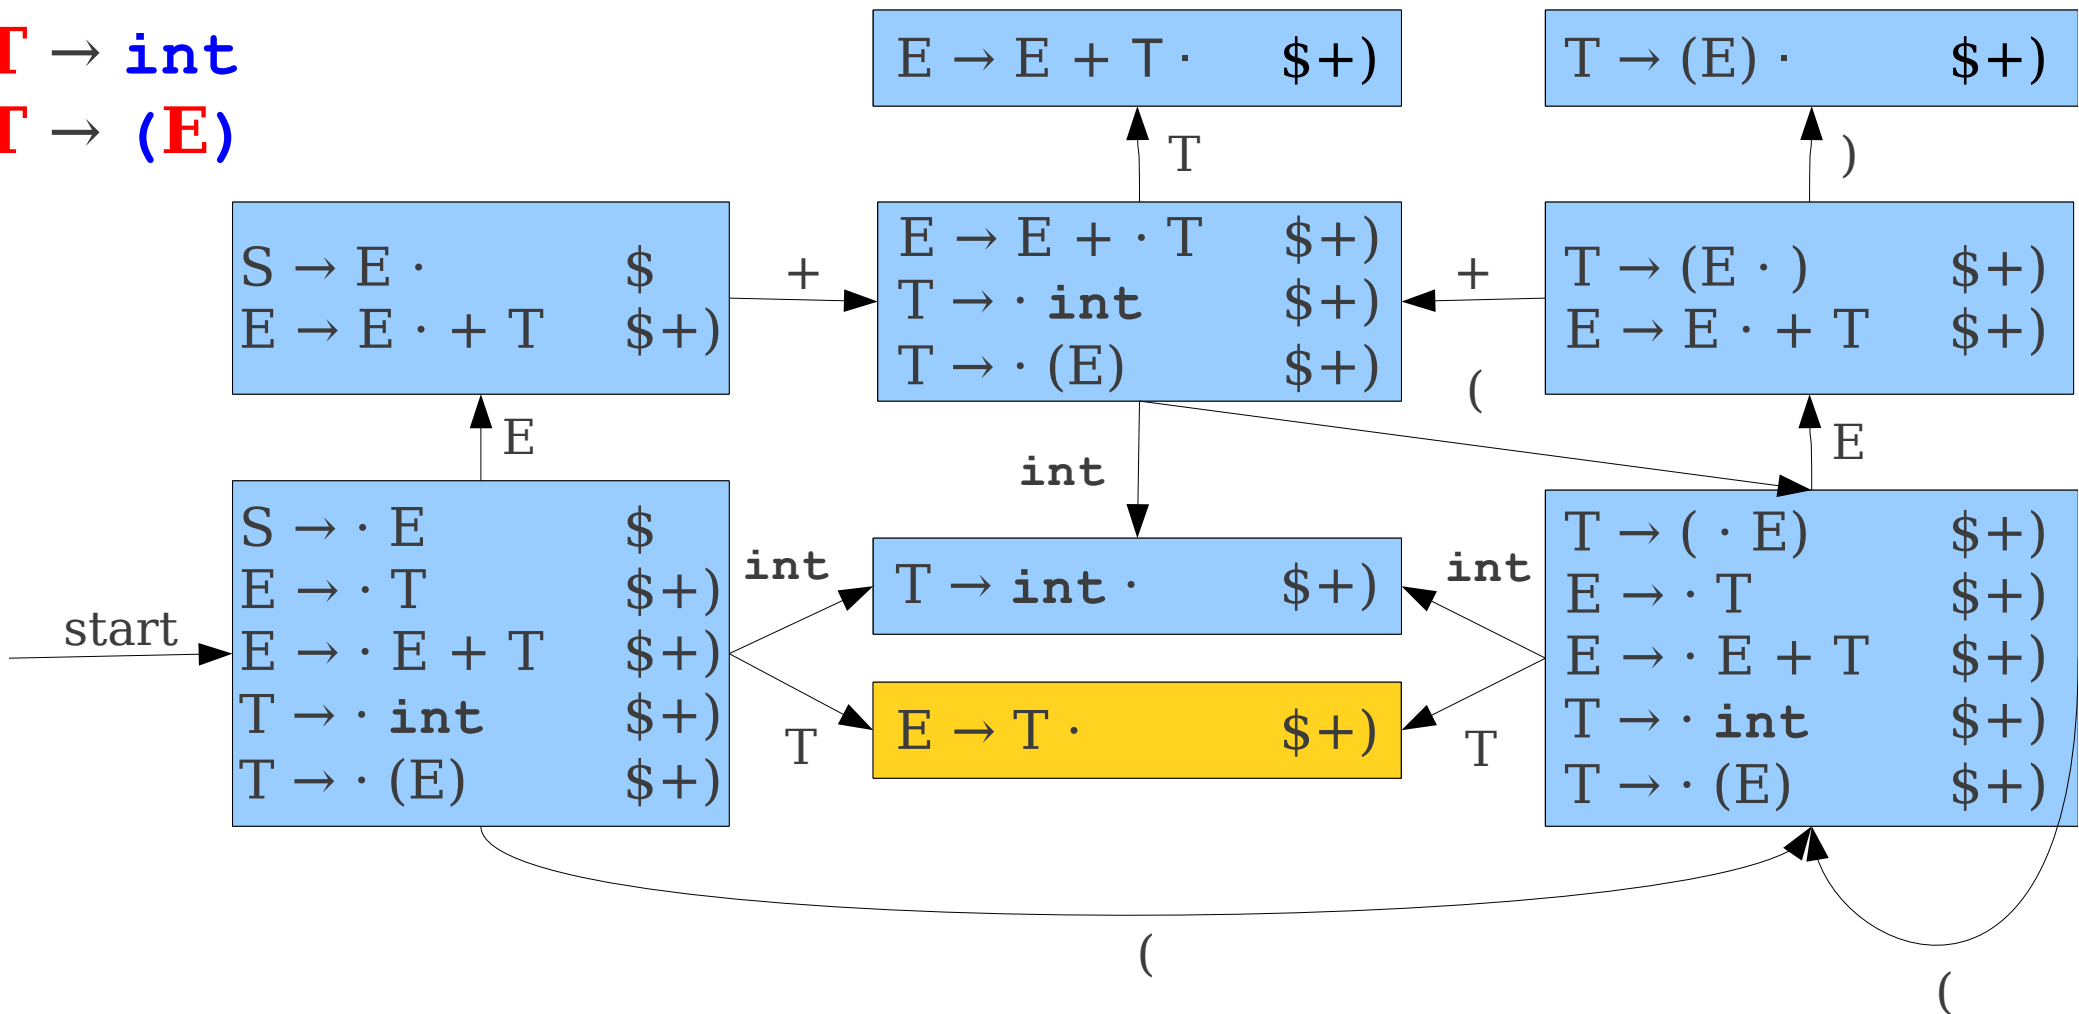 T → int
T → (E)
E → E + T · $+)
T → (E) · $+)
T
)
S → E · $
E → E · + T $+)
+
E → E + · T $+)
T → · int $+)
T → · (E) $+)
+
T → (E · ) $+)
E → E · + T $+)
(
E
int
E
start
S → · E $
E → · T $+)
E → · E + T $+)
T → · int $+)
T → · (E) $+)
int
T → int · $+)
int
T
E → T · $+)
T
T → ( · E) $+)
E → · T $+)
E → · E + T $+)
T → · int $+)
T → · (E) $+)
(
(